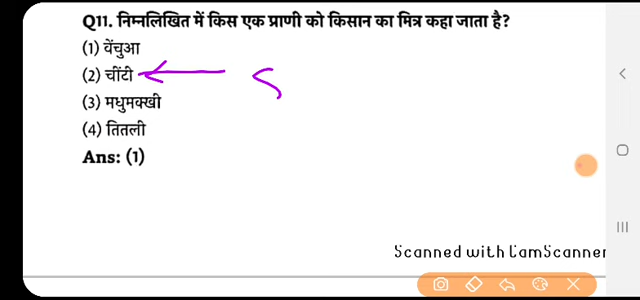 Q11. निम्नलिखित में किस एक प्राणी को किसान का मित्र कहा जाता है?
(1) वेंचुआ
(2) चींटी
(3) मधुमक्खी
(4) तितली
Ans: (1)
Scanned with CamScanner